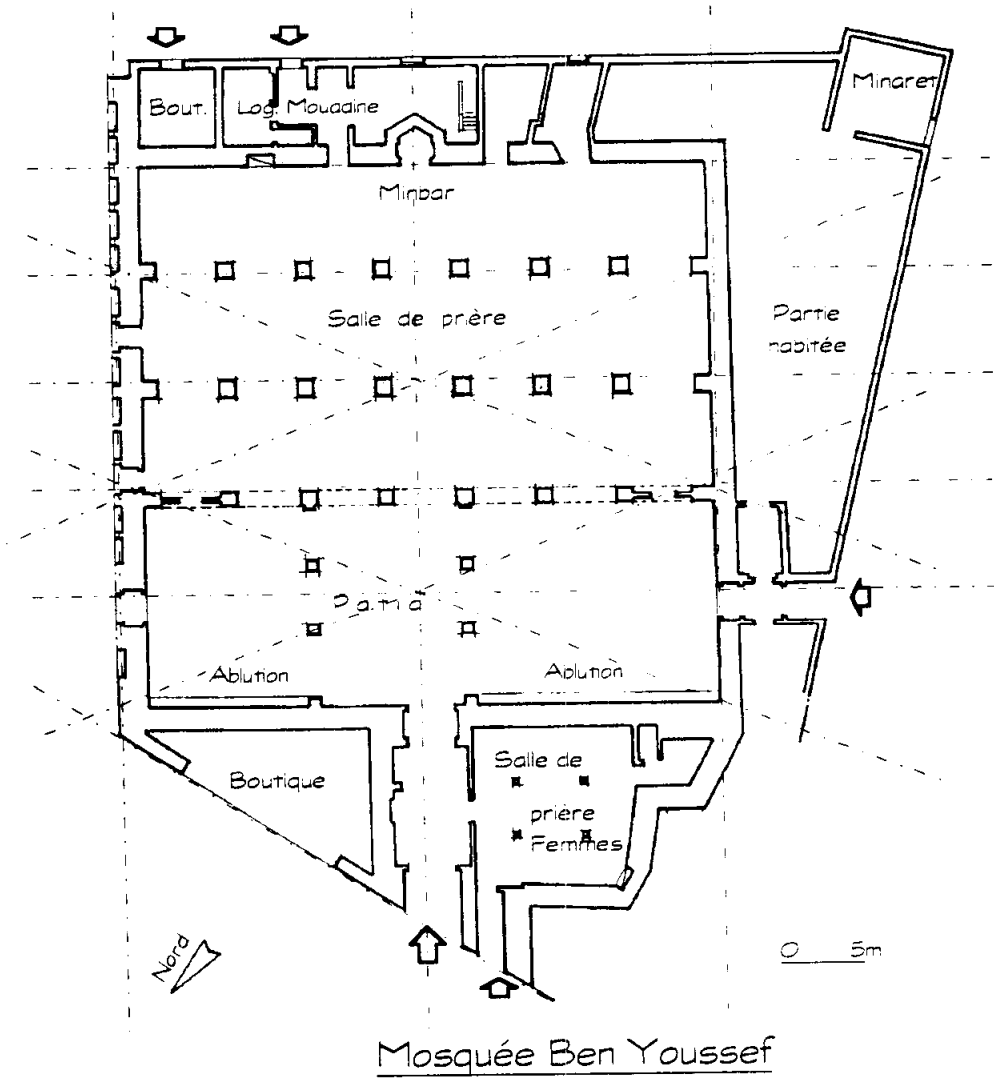 Minaret
Bout.
Log. Mouadine
Minbar
Salle de prière
Partie
habitée
Patio
Ablution
Ablution
Boutique
Salle de
prière
Femmes
Nord
0 5m
Mosquée Ben Youssef